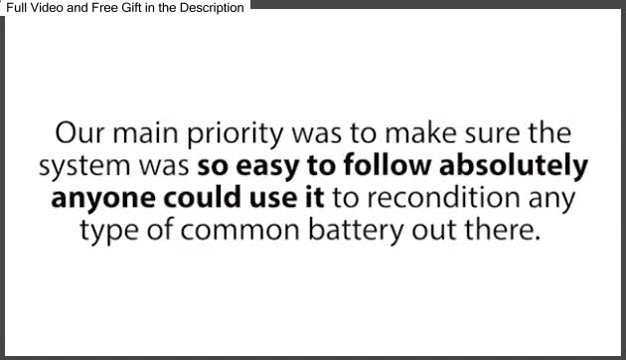 Full Video and Free Gift in the Description
Our main priority was to make sure the
system was so easy to follow absolutely
anyone could use it to recondition any
type of common battery out there.